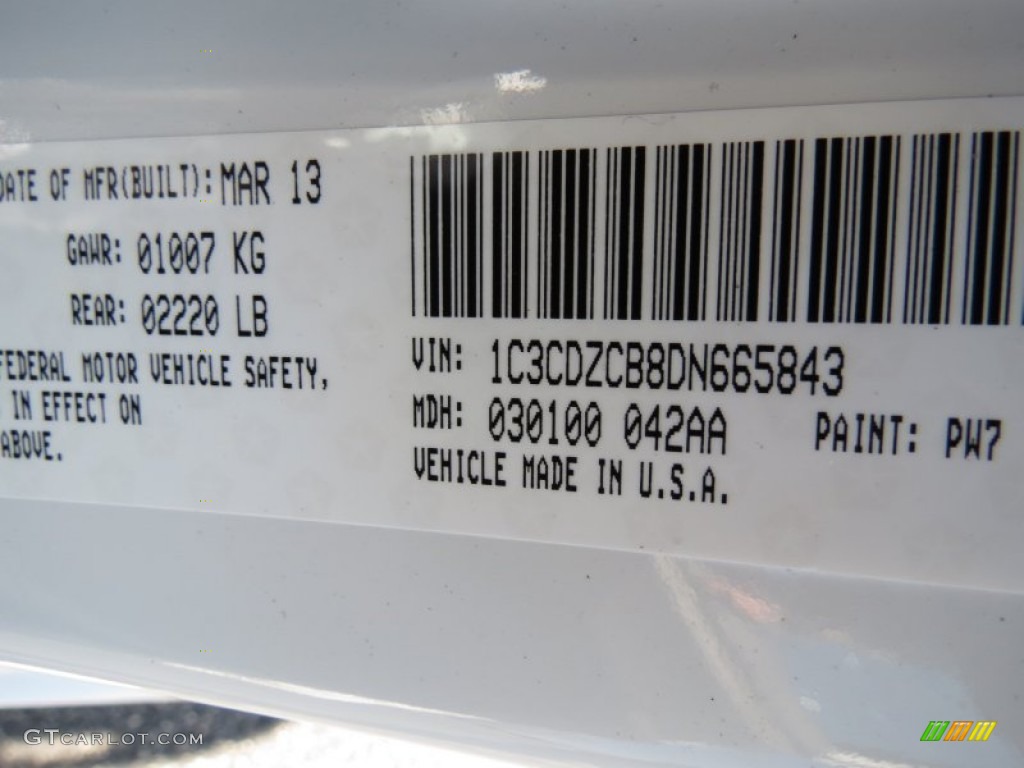 DATE OF MFR(BUILT): MAR 13
GAWR: 01007 KG
REAR: 02220 LB
FEDERAL MOTOR VEHICLE SAFETY,
IN EFFECT ON
ABOVE.
VIN: 1C3CDZCB8DN665843
MDH: 030100 042AA PAINT: PW7
VEHICLE MADE IN U.S.A.
GTCARLOT.COM